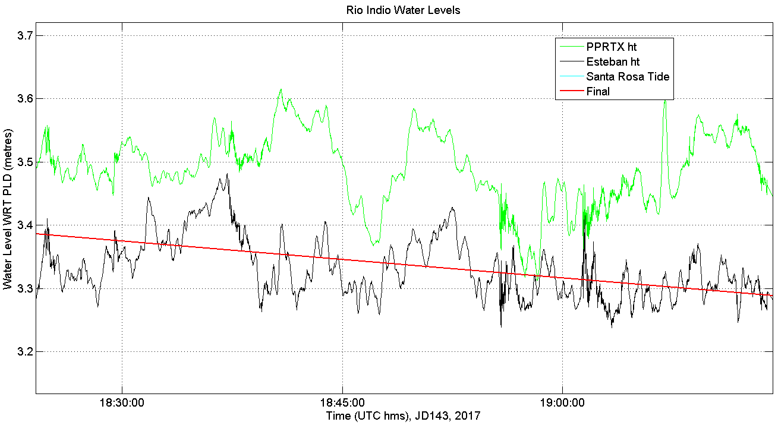 Rio Indio Water Levels
3.7
3.6
3.5
3.4
3.3
3.2
Water Level WRT PLD (metres)
PPRTX ht
Esteban ht
Santa Rosa Tide
Final
18:30:00
18:45:00
19:00:00
Time (UTC hms), JD143, 2017